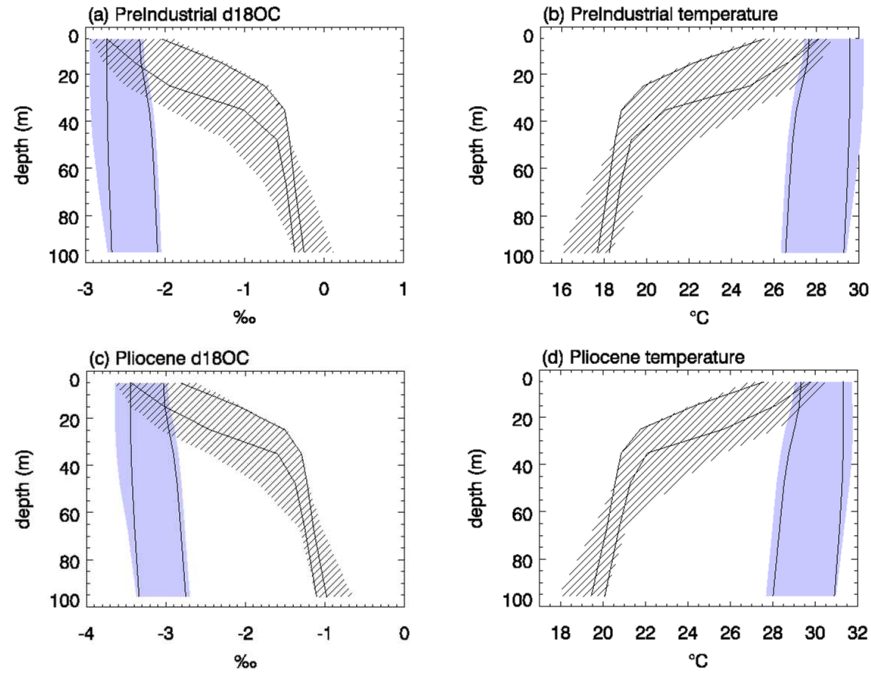 (a) PreIndustrial d18OC
0
20
40
60
80
100
depth (m)
-3 -2 -1 0 1
‰
(b) PreIndustrial temperature
0
20
40
60
80
100
depth (m)
16 18 20 22 24 26 28 30
°C
(c) Pliocene d18OC
0
20
40
60
80
100
depth (m)
-4 -3 -2 -1 0
‰
(d) Pliocene temperature
0
20
40
60
80
100
depth (m)
18 20 22 24 26 28 30 32
°C